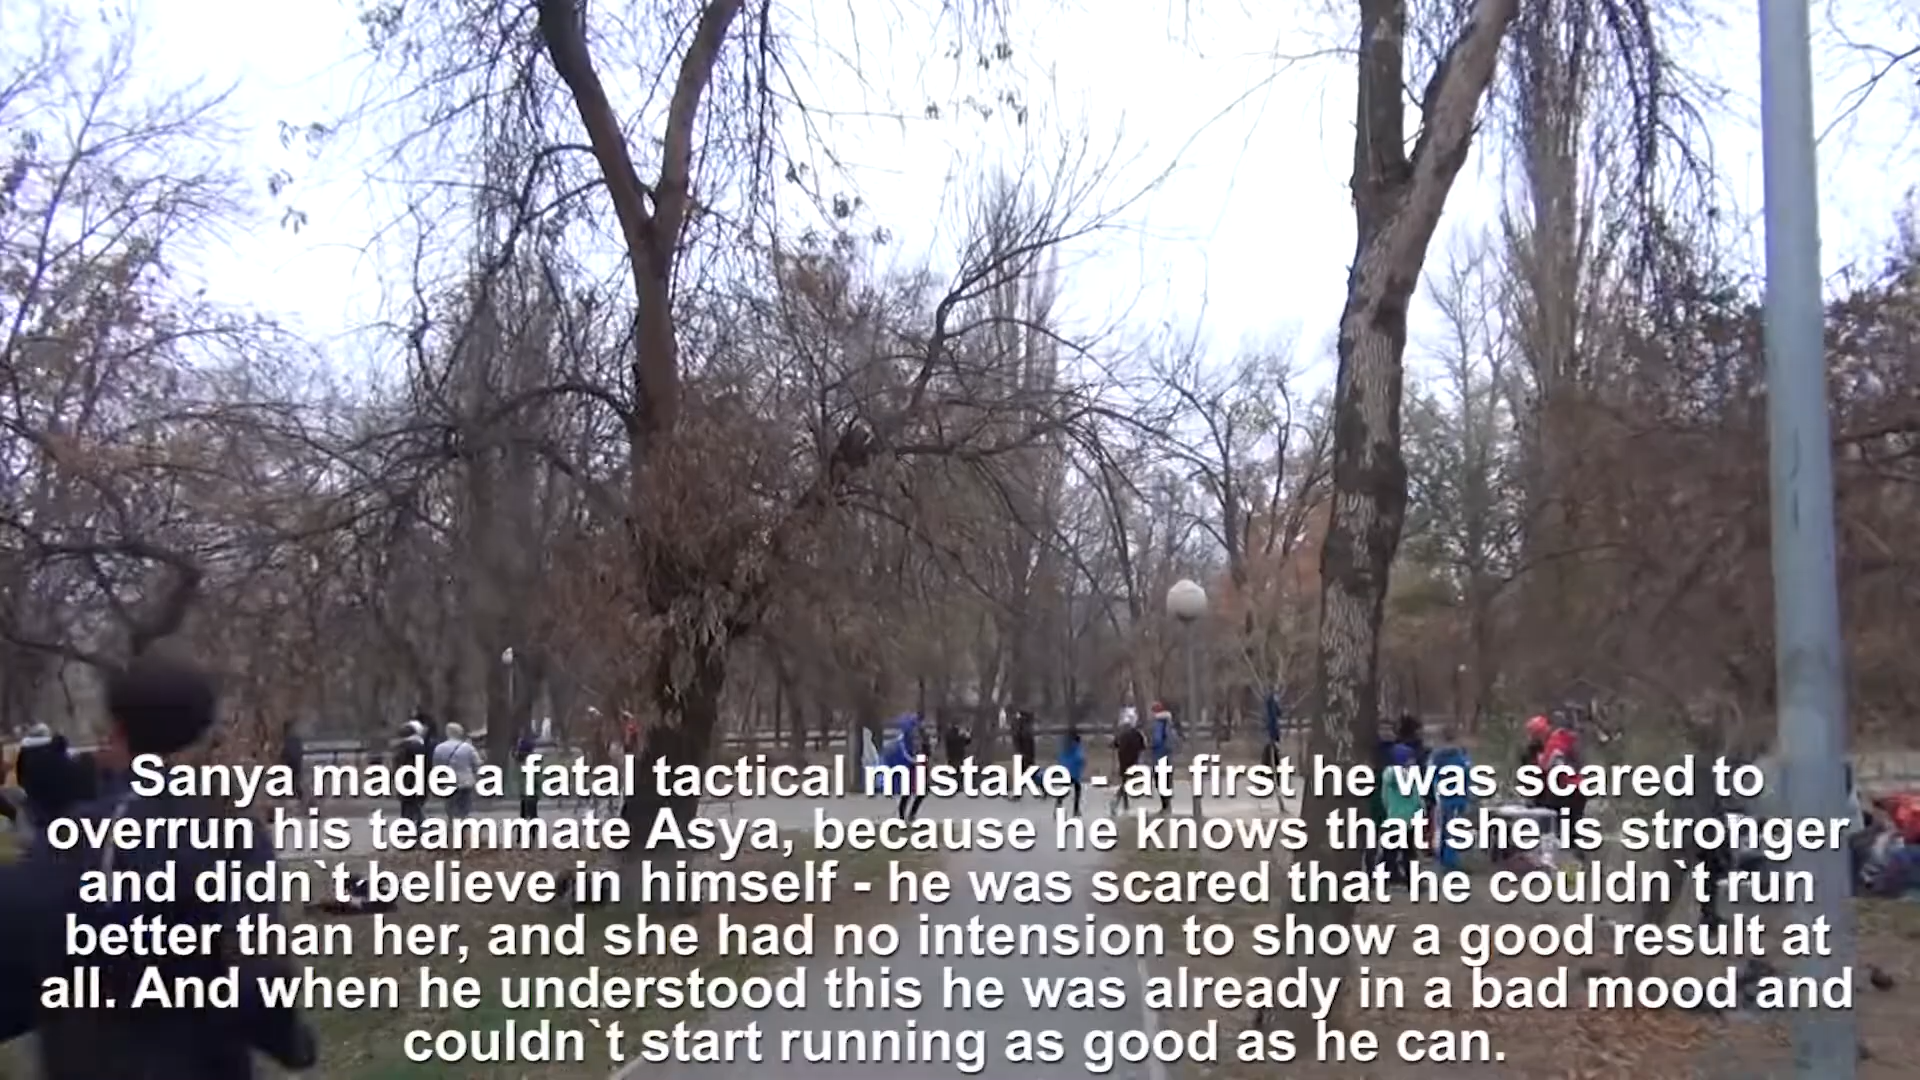 Sanya made a fatal tactical mistake - at first he was scared to
overrun his teammate Asya, because he knows that she is stronger
and didn`t believe in himself - he was scared that he couldn`t run
better than her, and she had no intension to show a good result at
all. And when he understood this he was already in a bad mood and
couldn`t start running as good as he can.